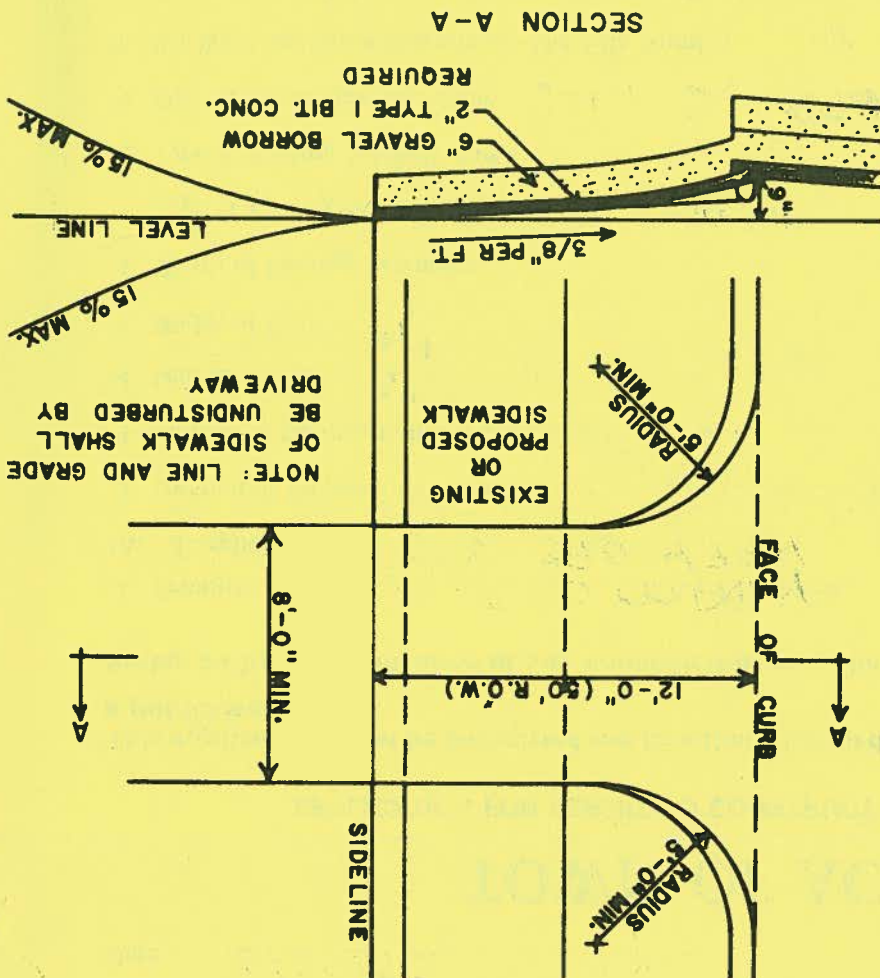 RADIUS
5'-0" MIN.
SIDELINE
A A
12'-0" (50' R.O.W.)
8'-0" MIN.
FACE OF CURB
RADIUS
5'-0" MIN.
EXISTING
OR
PROPOSED
SIDEWALK
NOTE: LINE AND GRADE
OF SIDEWALK SHALL
BE UNDISTURBED BY
DRIVEWAY
15% MAX.
3/8" PER FT.
LEVEL LINE
6"
15% MAX.
6" GRAVEL BORROW
2" TYPE I BIT. CONC.
REQUIRED
SECTION A-A